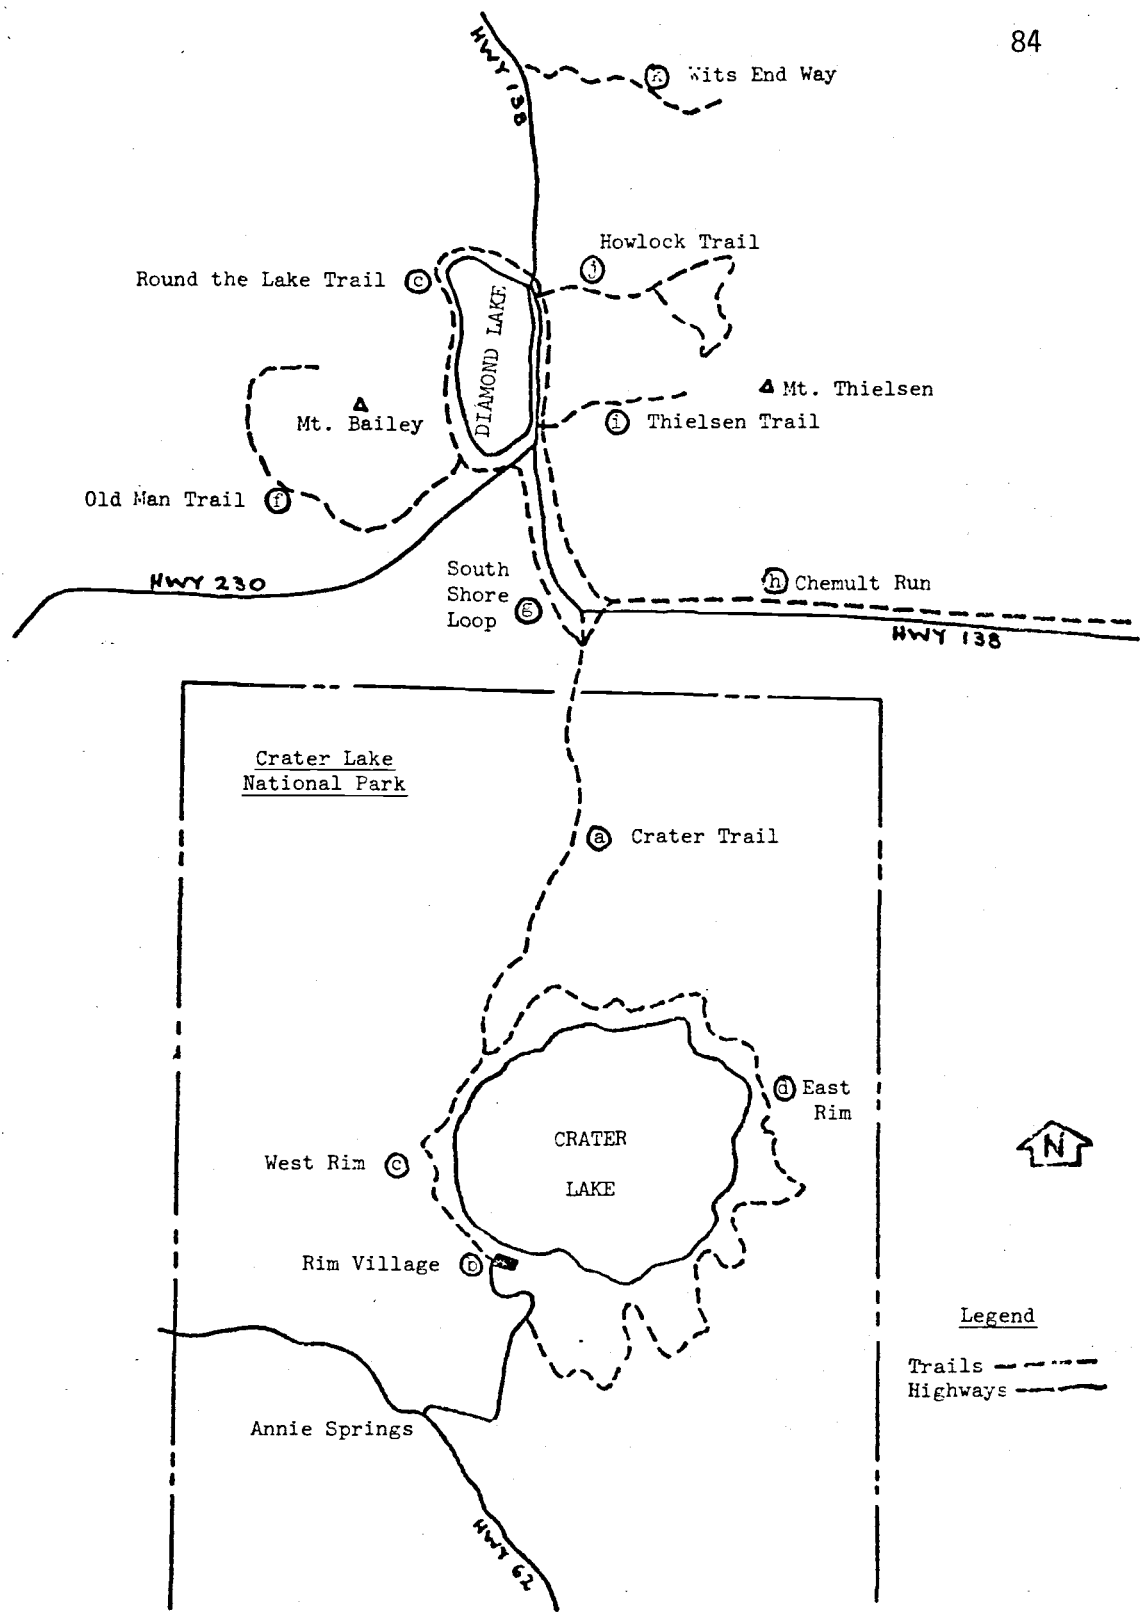 84
HWY 138
Wits End Way
Howlock Trail
j
Round the Lake Trail c
DIAMOND LAKE
Mt. Thielsen
Mt. Bailey
i Thielsen Trail
Old Man Trail f
HWY 230
South
Shore
Loop g
h Chemult Run
HWY 138
Crater Lake
National Park
a Crater Trail
d East
Rim
CRATER
LAKE
West Rim c
N
Rim Village b
Legend
Trails
Highways
Annie Springs
HWY 62